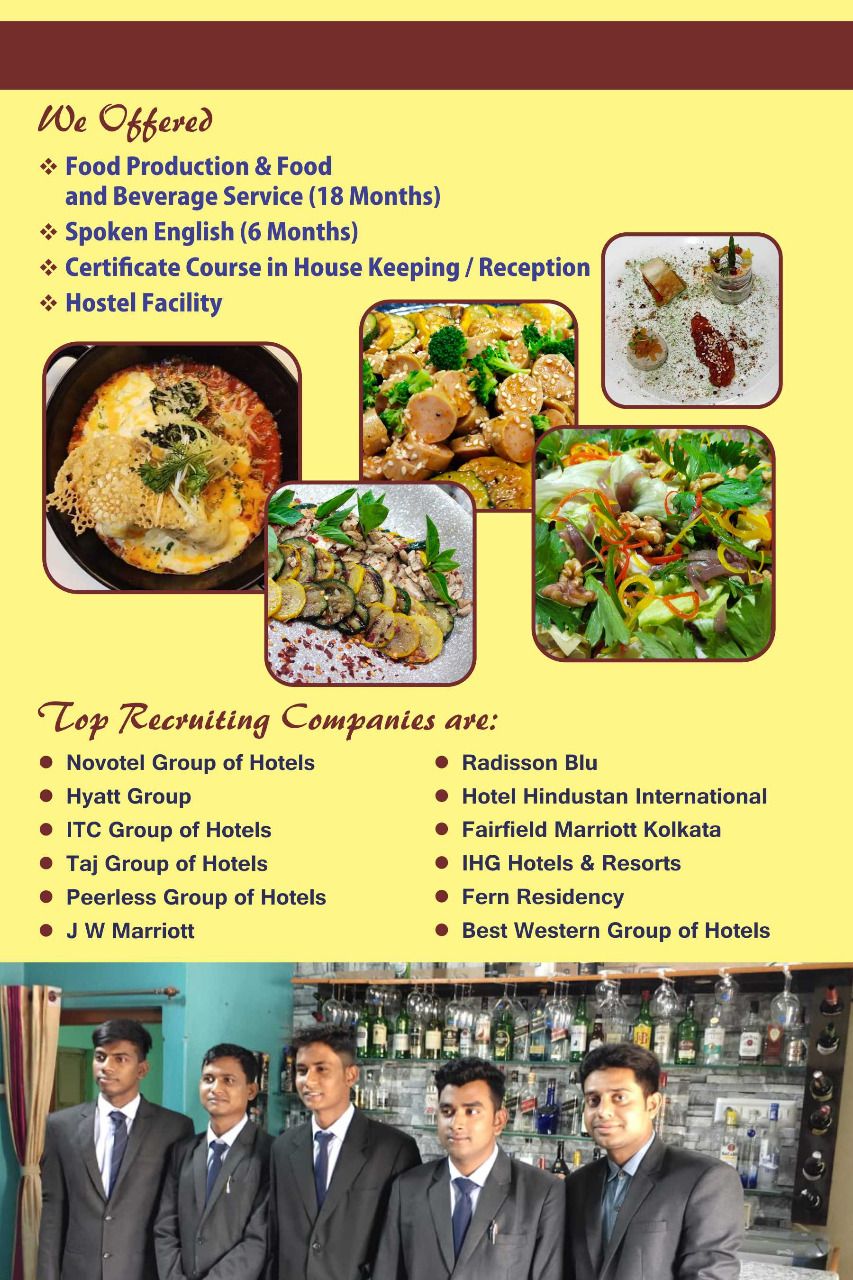 We Offered
❖ Food Production & Food
and Beverage Service (18 Months)
❖ Spoken English (6 Months)
❖ Certificate Course in House Keeping / Reception
❖ Hostel Facility
Top Recruiting Companies are:
● Novotel Group of Hotels
● Hyatt Group
● ITC Group of Hotels
● Taj Group of Hotels
● Peerless Group of Hotels
● J W Marriott
● Radisson Blu
● Hotel Hindustan International
● Fairfield Marriott Kolkata
● IHG Hotels & Resorts
● Fern Residency
● Best Western Group of Hotels